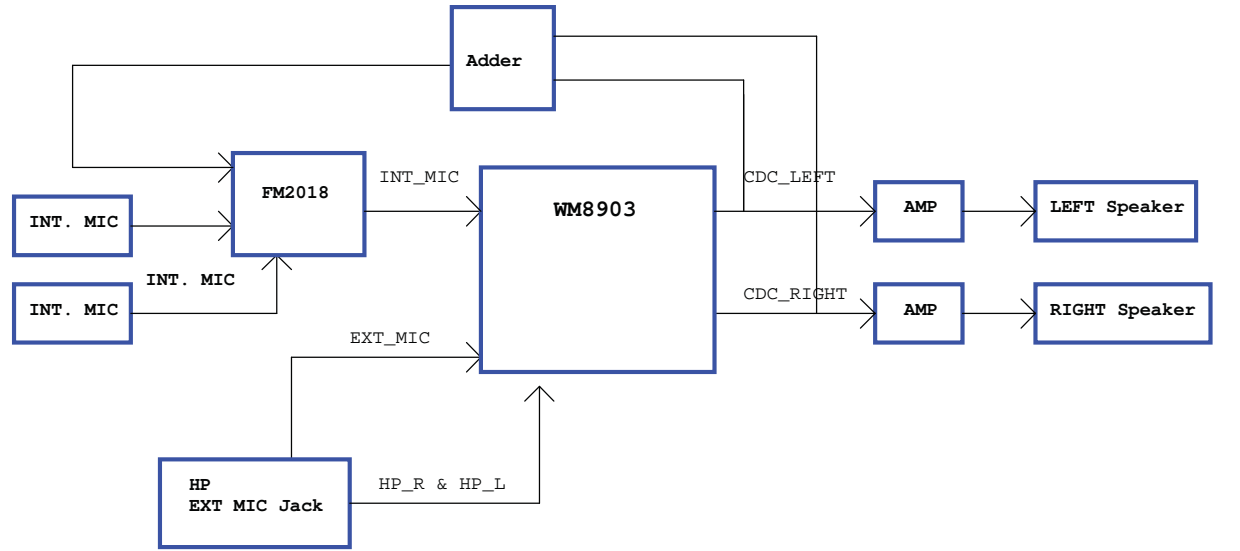 Adder
INT_MIC
FM2018
CDC_LEFT
INT. MIC
WM8903
AMP
LEFT Speaker
INT. MIC
INT. MIC
CDC_RIGHT
AMP
RIGHT Speaker
EXT_MIC
HP
EXT MIC Jack
HP_R & HP_L